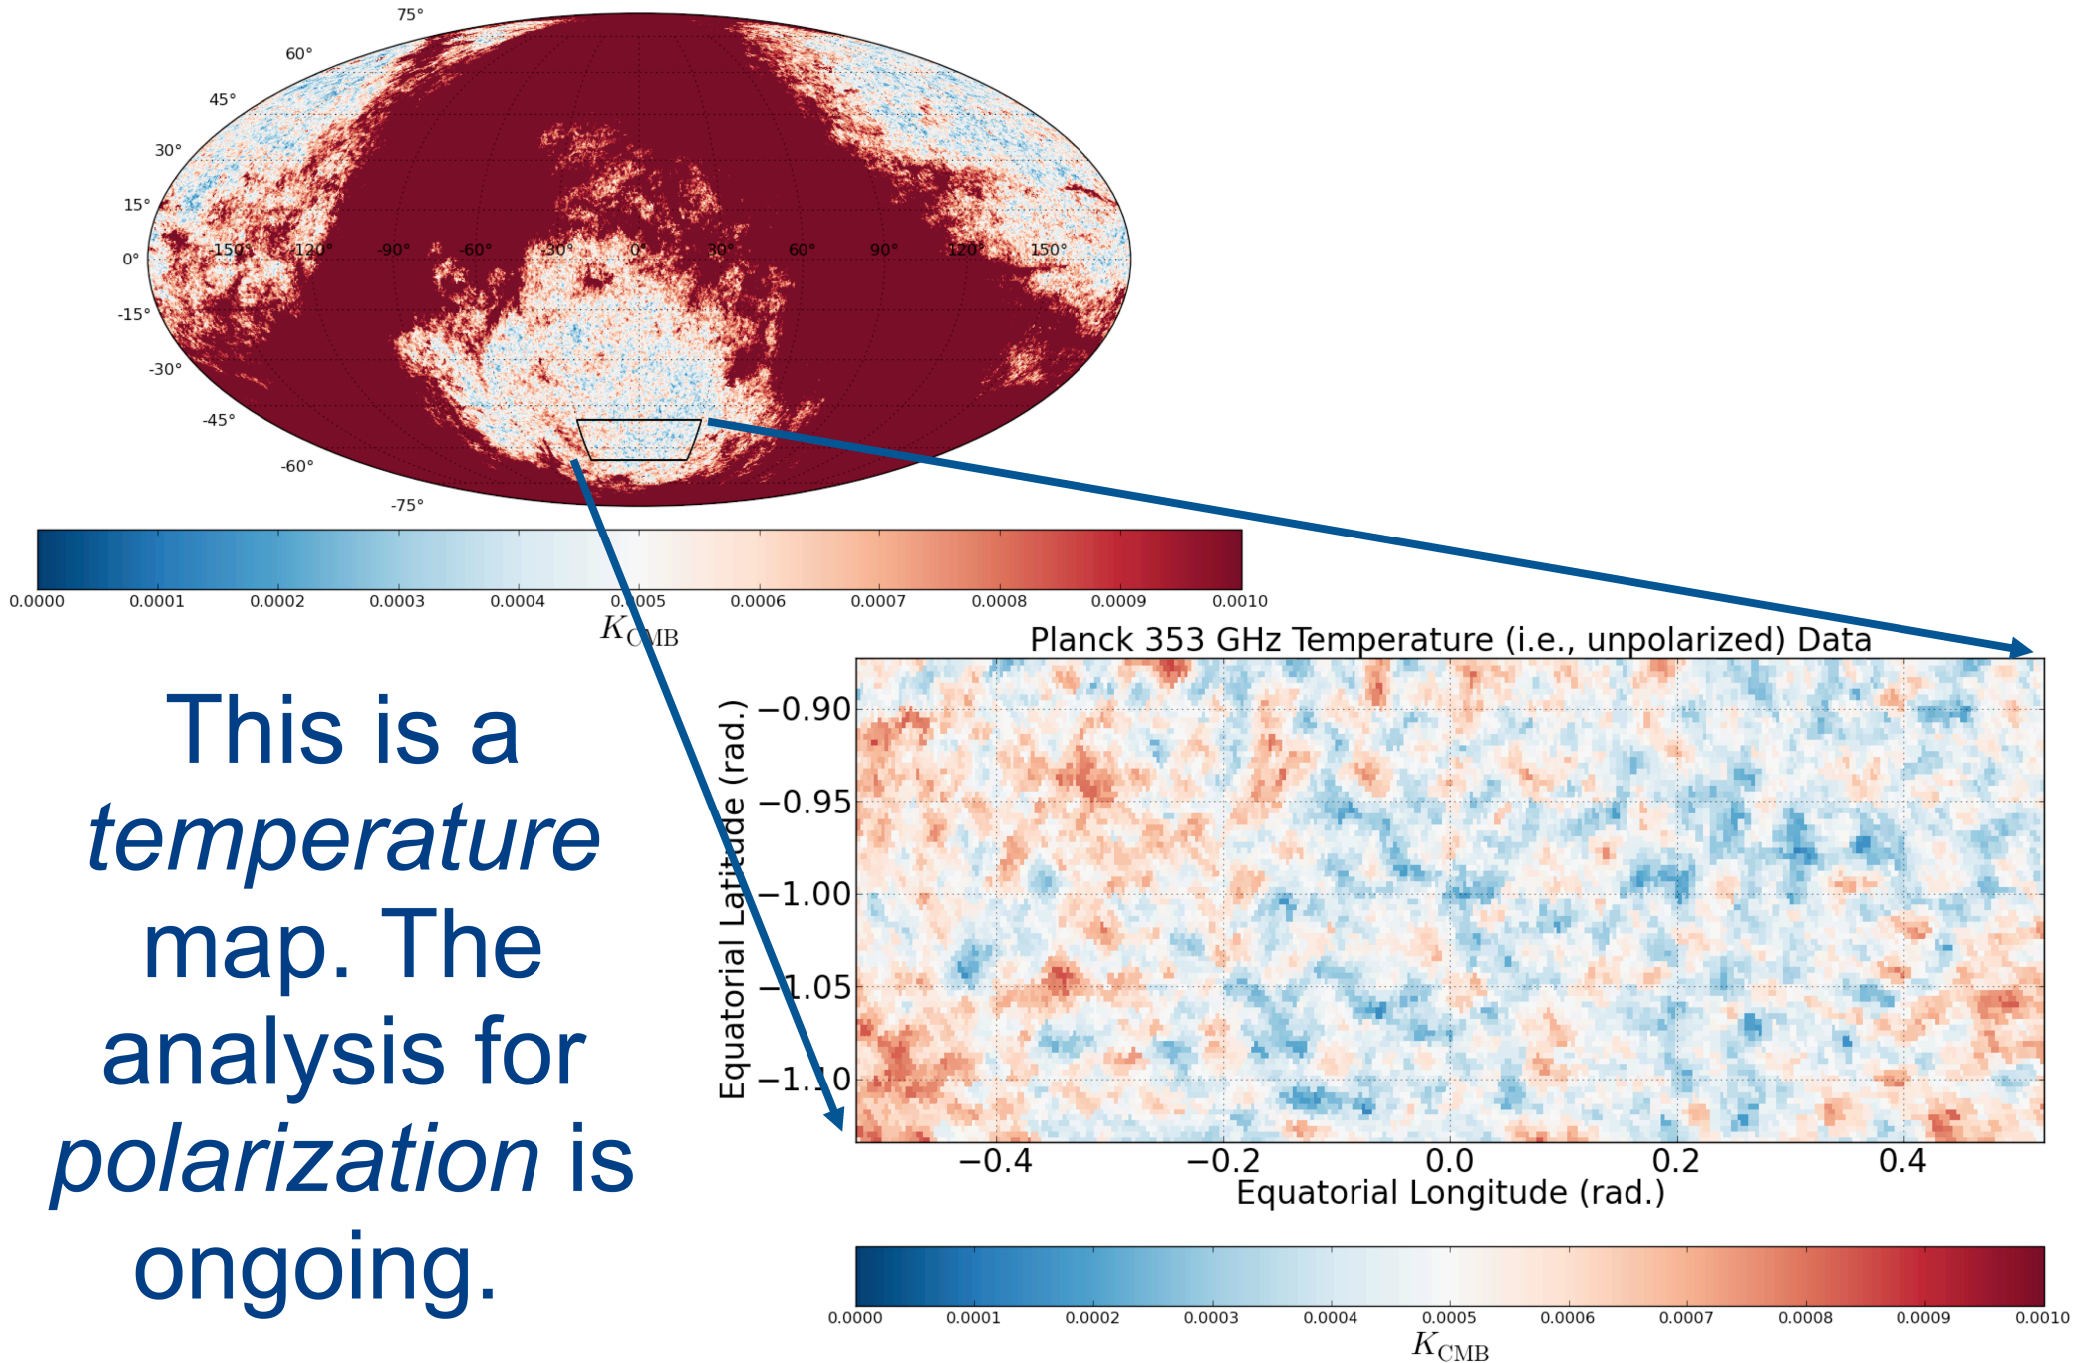 75°
60°
45°
30°
15°
0°
-15°
-30°
-45°
-60°
-75°
-150° -120° -90° -60° -30° 0° 30° 60° 90° 120° 150°
0.0000 0.0001 0.0002 0.0003 0.0004 0.0005 0.0006 0.0007 0.0008 0.0009 0.0010
K_CMB
This is a
temperature
map. The
analysis for
polarization is
ongoing.
Planck 353 GHz Temperature (i.e., unpolarized) Data
Equatorial Latitude (rad.)
−0.90
−0.95
−1.00
−1.05
−1.10
−0.4 −0.2 0.0 0.2 0.4
Equatorial Longitude (rad.)
0.0000 0.0001 0.0002 0.0003 0.0004 0.0005 0.0006 0.0007 0.0008 0.0009 0.0010
K_CMB